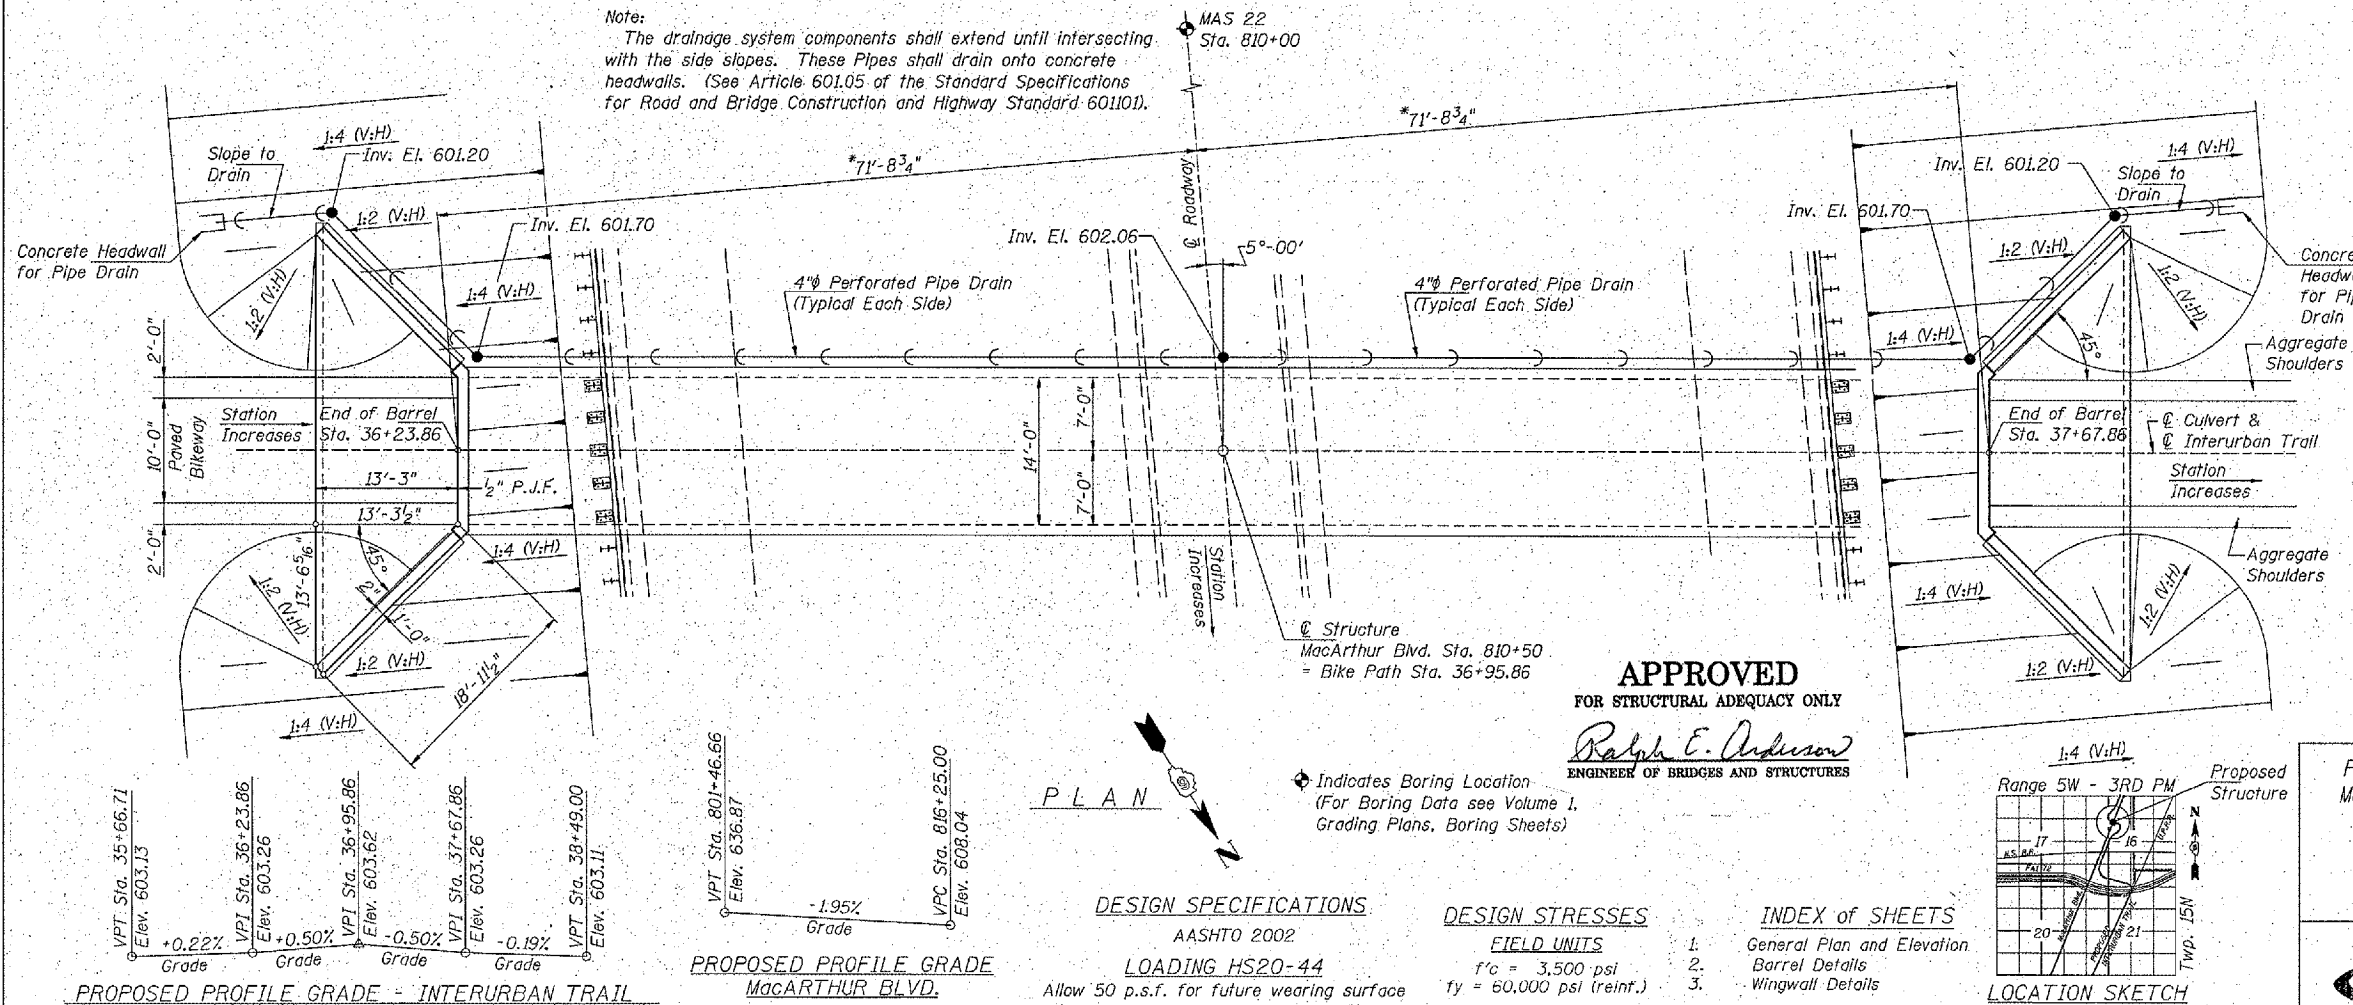 Note:
The drainage system components shall extend until intersecting
with the side slopes. These Pipes shall drain onto concrete
headwalls. (See Article 601.05 of the Standard Specifications
for Road and Bridge Construction and Highway Standard 601101).
MAS 22
Sta. 810+00
*71'-8¾"
*71'-8¾"
1:4 (V:H)
Slope to
Drain
Inv. El. 601.20
1:2 (V:H)
Inv. El. 601.70
Concrete Headwall
for Pipe Drain
1:2 (V:H)
1:4 (V:H)
4"φ Perforated Pipe Drain
(Typical Each Side)
Inv. El. 602.06
℄ Roadway
5°-00'
4"φ Perforated Pipe Drain
(Typical Each Side)
Inv. El. 601.70
Inv. El. 601.20
1:4 (V:H)
Slope to
Drain
1:2 (V:H)
1:2 (V:H)
1:4 (V:H)
45°
Aggregate
Shoulders
2'-0"
10'-0"
Paved
Bikeway
2'-0"
Station
Increases
End of Barrel
Sta. 36+23.86
13'-3"
½" P.J.F.
13'-3½"
13'-6 5/16"
45°
2"
1'-0"
1:4 (V:H)
1:2 (V:H)
1:2 (V:H)
18'-11½"
1:4 (V:H)
14'-0"
7'-0"
7'-0"
Station
Increases
℄ Structure
MacArthur Blvd. Sta. 810+50
= Bike Path Sta. 36+95.86
End of Barrel
Sta. 37+67.86
℄ Culvert &
℄ Interurban Trail
Station
Increases
Aggregate
Shoulders
1:4 (V:H)
1:2 (V:H)
1:2 (V:H)
1:4 (V:H)
APPROVED
FOR STRUCTURAL ADEQUACY ONLY
Ralph E. Anderson
ENGINEER OF BRIDGES AND STRUCTURES
PLAN
N
Indicates Boring Location
(For Boring Data see Volume 1,
Grading Plans, Boring Sheets)
VPT Sta. 35+66.71
Elev. 603.13
+0.22%
Grade
VPI Sta. 36+23.86
Elev. 603.26
+0.50%
Grade
VPI Sta. 36+95.86
Elev. 603.62
-0.50%
Grade
VPI Sta. 37+67.86
Elev. 603.26
-0.19%
Grade
VPT Sta. 38+49.00
Elev. 603.11
PROPOSED PROFILE GRADE - INTERURBAN TRAIL
VPT Sta. 801+46.66
Elev. 636.87
-1.95%
Grade
VPC Sta. 816+25.00
Elev. 608.04
PROPOSED PROFILE GRADE
MacARTHUR BLVD.
DESIGN SPECIFICATIONS
AASHTO 2002
LOADING HS20-44
Allow 50 p.s.f. for future wearing surface
DESIGN STRESSES
FIELD UNITS
f'c = 3,500 psi
fy = 60,000 psi (reinf.)
INDEX of SHEETS
1. General Plan and Elevation
2. Barrel Details
3. Wingwall Details
Range 5W - 3RD PM
Proposed
Structure
17
16
20
21
N
Twp. 15N
LOCATION SKETCH